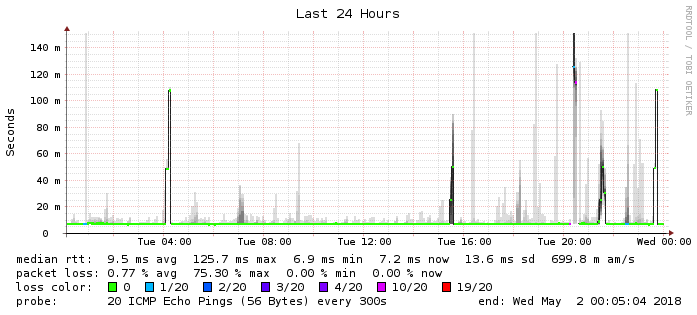 Last 24 Hours
RRDTOOL / TOBI OETIKER
Seconds
140 m
120 m
100 m
80 m
60 m
40 m
20 m
0
Tue 04:00 Tue 08:00 Tue 12:00 Tue 16:00 Tue 20:00 Wed 00:00
median rtt: 9.5 ms avg 125.7 ms max 6.9 ms min 7.2 ms now 13.6 ms sd 699.8 m am/s
packet loss: 0.77 % avg 75.30 % max 0.00 % min 0.00 % now
loss color: 0 1/20 2/20 3/20 4/20 10/20 19/20
probe: 20 ICMP Echo Pings (56 Bytes) every 300s end: Wed May 2 00:05:04 2018